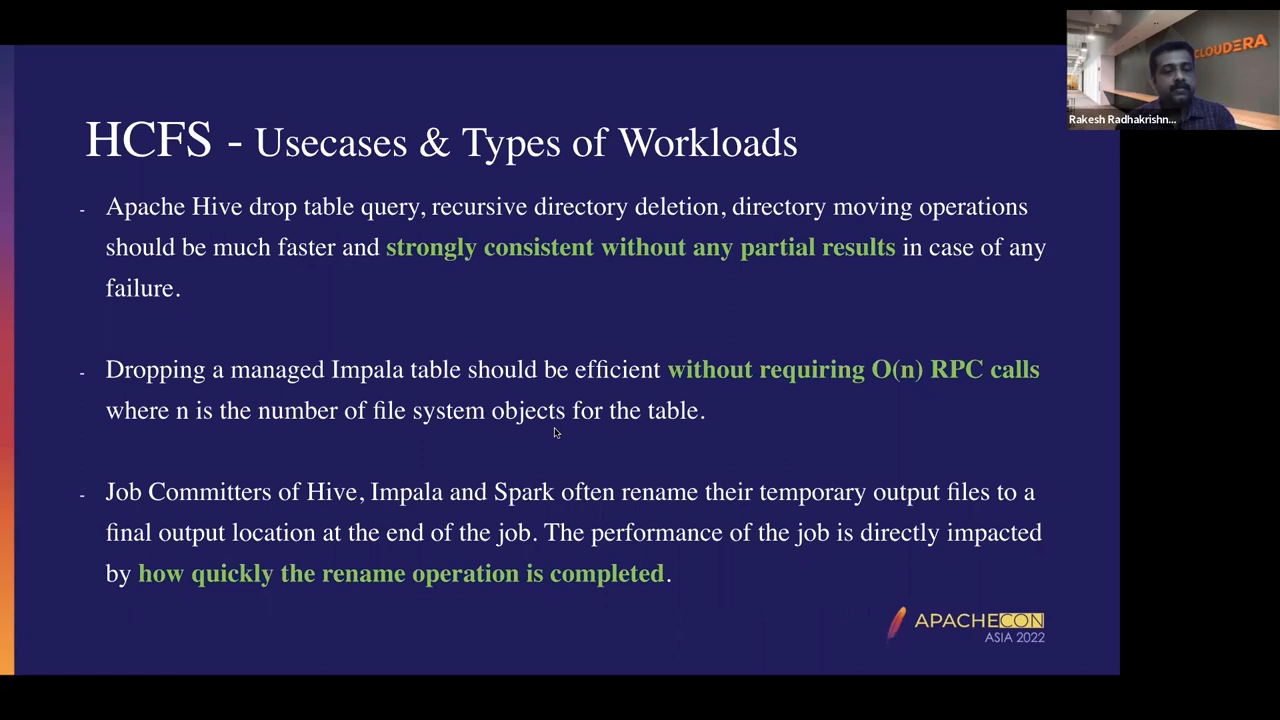 CLOUDERA
Rakesh Radhakrishn...
HCFS - Usecases & Types of Workloads
- Apache Hive drop table query, recursive directory deletion, directory moving operations
should be much faster and strongly consistent without any partial results in case of any
failure.
- Dropping a managed Impala table should be efficient without requiring O(n) RPC calls
where n is the number of file system objects for the table.
- Job Committers of Hive, Impala and Spark often rename their temporary output files to a
final output location at the end of the job. The performance of the job is directly impacted
by how quickly the rename operation is completed.
APACHECON
ASIA 2022